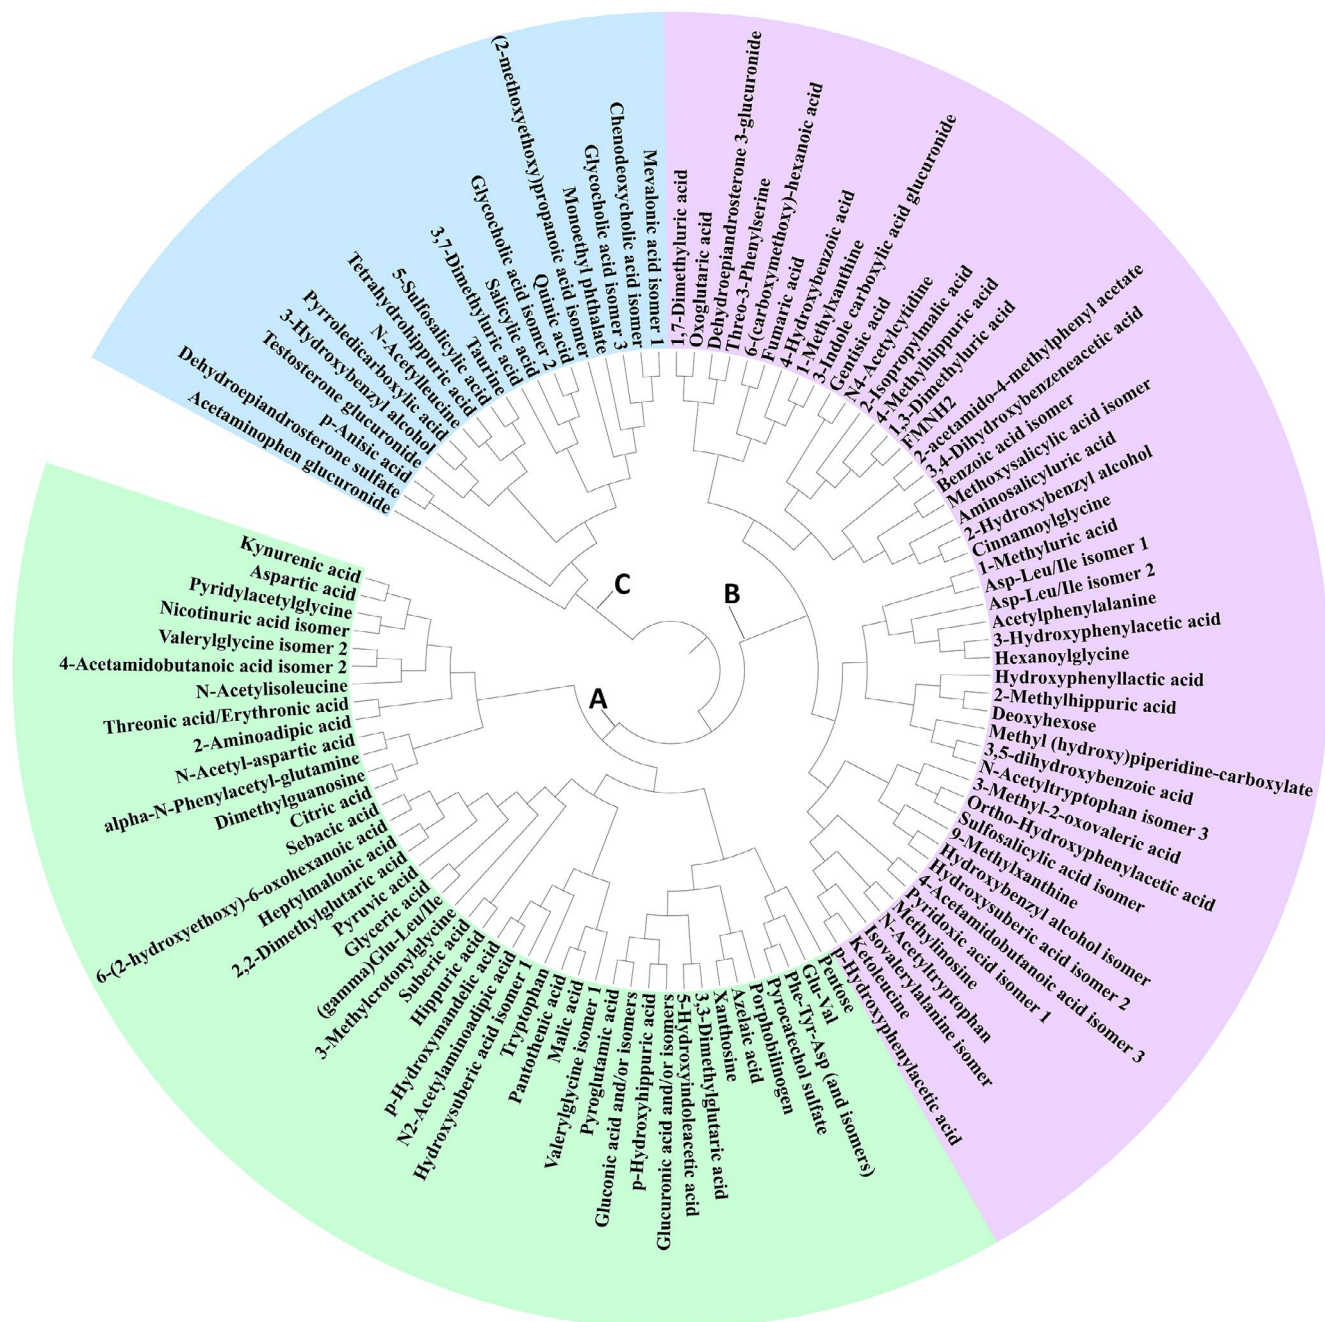 Acetaminophen glucuronide
Dehydroepiandrosterone sulfate
p-Anisic acid
Testosterone glucuronide
3-Hydroxybenzyl alcohol
Pyrroledicarboxylic acid
N-Acetylleucine
Tetrahydrohippuric acid
5-Sulfosalicylic acid
Taurine
3,7-Dimethyluric acid
Salicylic acid
Glycocholic acid isomer 2
Quinic acid
(2-methoxyethoxy)propanoic acid isomer
Monoethyl phthalate
Glycocholic acid isomer 3
Chenodeoxycholic acid isomer
Mevalonic acid isomer 1
1,7-Dimethyluric acid
Oxoglutaric acid
Dehydroepiandrosterone 3-glucuronide
Threo-3-Phenylserine
6-(carboxymethoxy)-hexanoic acid
Fumaric acid
4-Hydroxybenzoic acid
1-Methylxanthine
3-Indole carboxylic acid glucuronide
Gentisic acid
N4-Acetylcytidine
2-Isopropylmalic acid
4-Methylhippuric acid
1,3-Dimethyluric acid
FMNH2
2-acetamido-4-methylphenyl acetate
3,4-Dihydroxybenzeneacetic acid
Benzoic acid isomer
Methoxysalicylic acid isomer
Aminosalicyluric acid
2-Hydroxybenzyl alcohol
Cinnamoylglycine
1-Methyluric acid
Asp-Leu/Ile isomer 1
Asp-Leu/Ile isomer 2
Acetylphenylalanine
3-Hydroxyphenylacetic acid
Hexanoylglycine
Hydroxyphenyllactic acid
2-Methylhippuric acid
Deoxyhexose
Methyl (hydroxy)piperidine-carboxylate
3,5-dihydroxybenzoic acid
N-Acetyltryptophan isomer 3
3-Methyl-2-oxovaleric acid
Ortho-Hydroxyphenylacetic acid
Sulfosalicylic acid isomer
9-Methylxanthine
Hydroxybenzyl alcohol isomer
Hydroxysuberic acid isomer 2
4-Acetamidobutanoic acid isomer 3
Pyridoxic acid isomer 1
Methylinosine
N-Acetyltryptophan
Isovalerylalanine isomer
Ketoleucine
p-Hydroxyphenylacetic acid
Pentose
Glu-Val
Phe-Tyr-Asp (and isomers)
Pyrocatechol sulfate
Porphobilinogen
Azelaic acid
Xanthosine
3,3-Dimethylglutaric acid
5-Hydroxyindoleacetic acid
Glucuronic acid and/or isomers
p-Hydroxyhippuric acid
Gluconic acid and/or isomers
Pyroglutamic acid
Valerylglycine isomer 1
Malic acid
Pantothenic acid
Tryptophan
Hydroxysuberic acid isomer 1
N2-Acetylaminoadipic acid
p-Hydroxymandelic acid
Hippuric acid
Suberic acid
3-Methylcrotonylglycine
(gamma)Glu-Leu/Ile
Glyceric acid
Pyruvic acid
2,2-Dimethylglutaric acid
Heptylmalonic acid
6-(2-hydroxyethoxy)-6-oxohexanoic acid
Sebacic acid
Citric acid
Dimethylguanosine
alpha-N-Phenylacetyl-glutamine
N-Acetyl-aspartic acid
2-Aminoadipic acid
Threonic acid/Erythronic acid
N-Acetylisoleucine
4-Acetamidobutanoic acid isomer 2
Valerylglycine isomer 2
Nicotinuric acid isomer
Pyridylacetylglycine
Aspartic acid
Kynurenic acid
C
B
A